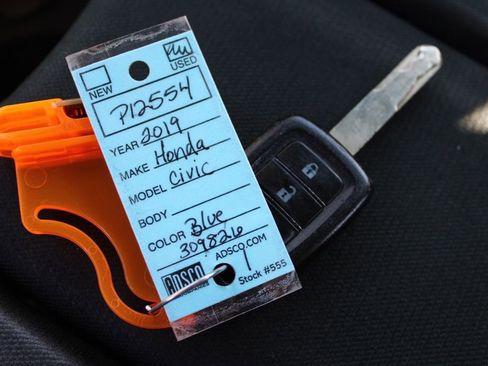 NEW USED
P12554
YEAR 2019
MAKE Honda
MODEL Civic
BODY
COLOR Blue
309826
ADSCO ADSCO.COM
Stock #555